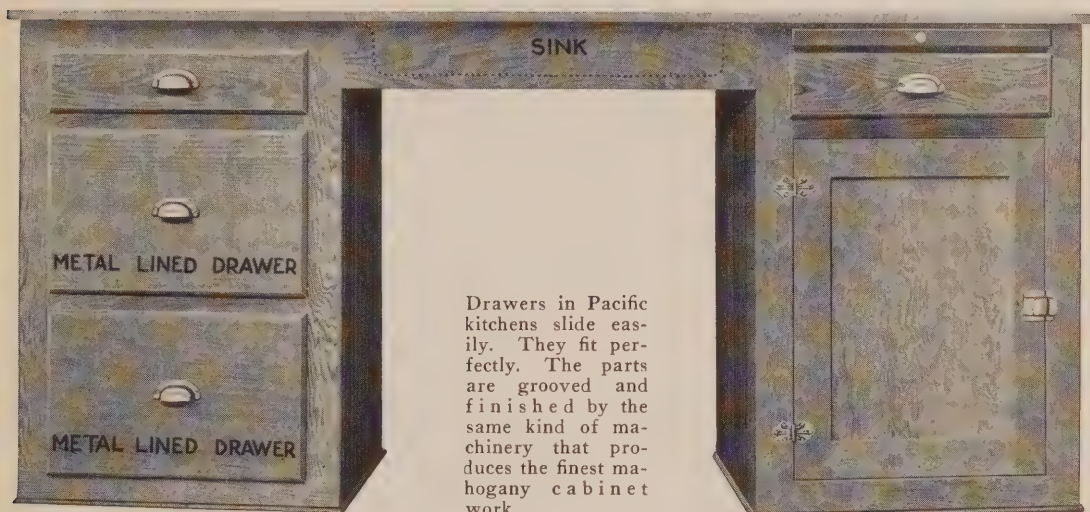 SINK
METAL LINED DRAWER
METAL LINED DRAWER
Drawers in Pacific
kitchens slide eas-
ily. They fit per-
fectly. The parts
are grooved and
finished by the
same kind of ma-
chinery that pro-
duces the finest ma-
hogany cabinet
work